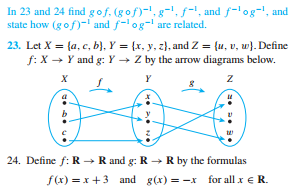 In 23 and 24 find g∘f, (g∘f)⁻¹, g⁻¹, f⁻¹, and f⁻¹∘g⁻¹, and
state how (g∘f)⁻¹ and f⁻¹∘g⁻¹ are related.
23. Let X = {a, c, b}, Y = {x, y, z}, and Z = {u, v, w}. Define
f: X → Y and g: Y → Z by the arrow diagrams below.
X f Y g Z
a x u
b y v
c z w
24. Define f: R → R and g: R → R by the formulas
f(x) = x + 3 and g(x) = −x for all x ∈ R.